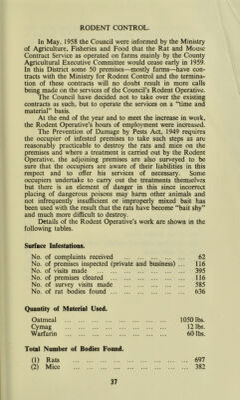 RODENT CONTROL.
In May, 1958 the Council were informed by the Ministry
of Agriculture, Fisheries and Food that the Rat and Mouse
Contract Service as operated on farms mainly by the County
Agricultural Executive Committee would cease early in 1959.
In this District some 50 premises—mostly farms—have con-
tracts with the Ministry for Rodent Control and the termina-
tion of these contracts will no doubt result in more calls
being made on the services of the Council's Rodent Operative.
The Council have decided not to take over the existing
contracts as such, but to operate the services on a "time and
material" basis.
At the end of the year and to meet the increase in work,
the Rodent Operative's hours of employment were increased.
The Prevention of Damage by Pests Act, 1949 requires
the occupier of infested premises to take such steps as are
reasonably practicable to destroy the rats and mice on the
premises and where a treatment is carried out by the Rodent
Operative, the adjoining premises are also surveyed to be
sure that the occupiers are aware of their liabilities in this
respect and to offer his services if necessary. Some
occupiers undertake to carry out the treatments themselves
but there is an element of danger in this since incorrect
placing of dangerous poisons may harm other animals and
not infrequently insufficient or improperly mixed bait has
been used with the result that the rats have become "bait shy"
and much more difficult to destroy.
Details of the Rodent Operative's work are shown in the
following tables.
Surface Infestations.
No. of complaints received ... ... ... ... 62
No. of premises inspected (private and business) ... 116
No. of visits made ... ... ... ... ... 395
No. of premises cleared ... ... ... ... 116
No. of survey visits made ... ... ... ... 585
No. of rat bodies found ... ... ... ... 636
Quantity of Material Used.
Oatmeal ... ... ... ... ... ... 1050 lbs.
Cymag ... ... ... ... ... ... 12 lbs.
Warfarin ... ... ... ... ... ... 60 lbs.
Total Number of Bodies Found.
(1) Rats ... ... ... ... ... ... 697
(2) Mice ... ... ... ... ... ... 382
37